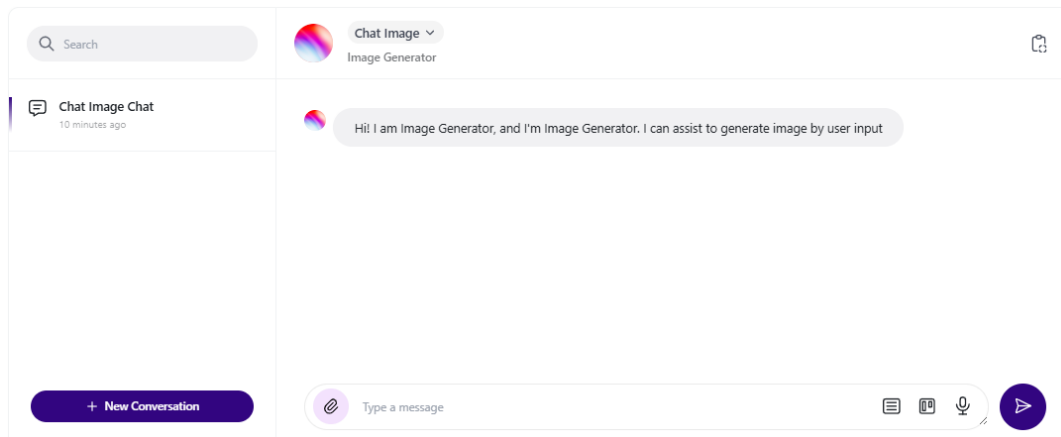 Search
Chat Image Chat
10 minutes ago
+ New Conversation
Chat Image
Image Generator
Hi! I am Image Generator, and I'm Image Generator. I can assist to generate image by user input
Type a message